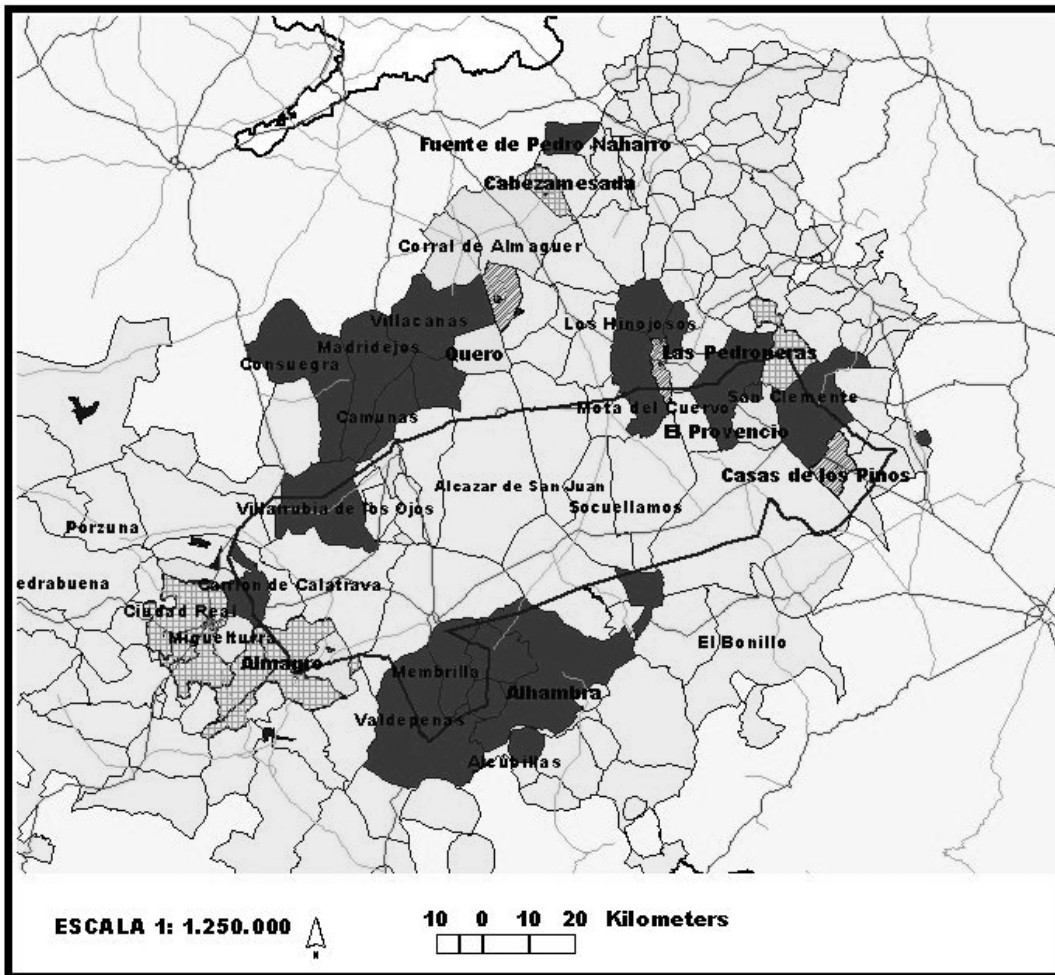 Fuente de Pedro Naharro
Cabezamesada
Corral de Almaguer
Villacanas
Los Hinojosos
Madridejos
Quero
Las Pedroneras
Consuegra
San Clemente
Camunas
Mota del Cuervo
El Provencio
Casas de los Pinos
Alcazar de San Juan
Villarrubia de los Ojos
Socuellamos
Porzuna
edrabuena
Carrion de Calatrava
Ciudad Real
Miguelturra
El Bonillo
Almagro
Membrilla
Alhambra
Valdepenas
Alcubillas
ESCALA 1: 1.250.000
N
10 0 10 20 Kilometers